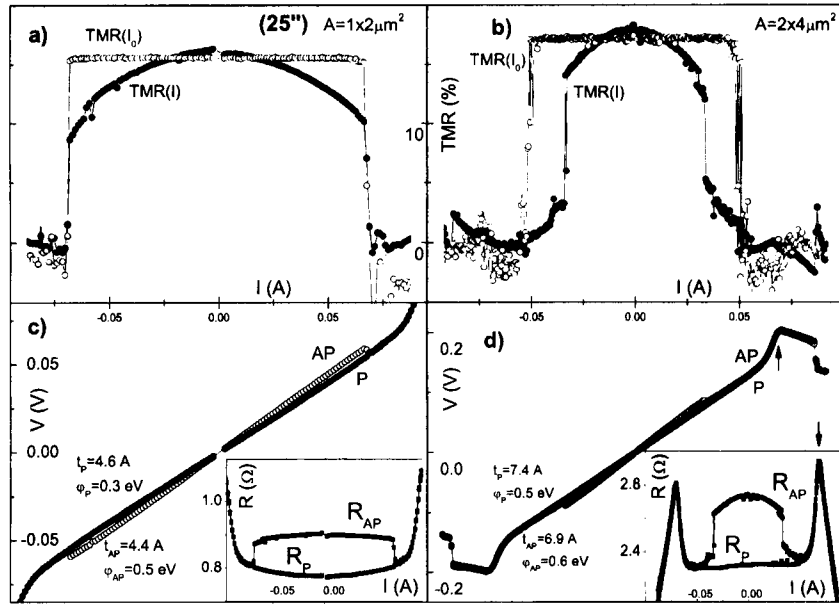 a)
(25")
A=1x2μm²
TMR(I₀)
TMR(I)
10
0
I (A)
-0.05
0.00
0.05
b)
A=2x4μm²
TMR (%)
TMR(I₀)
TMR(I)
I (A)
-0.05
0.00
0.05
c)
V (V)
0.05
0.00
-0.05
AP
P
t_P=4.6 A
φ_P=0.3 eV
t_AP=4.4 A
φ_AP=0.5 eV
R (Ω)
1.0
0.8
R_AP
R_P
-0.05
0.00
I (A)
d)
V (V)
0.2
0.0
-0.2
AP
P
t_P=7.4 A
φ_P=0.5 eV
t_AP=6.9 A
φ_AP=0.6 eV
R (Ω)
2.8
2.4
R_AP
R_P
-0.05
0.00
I (A)